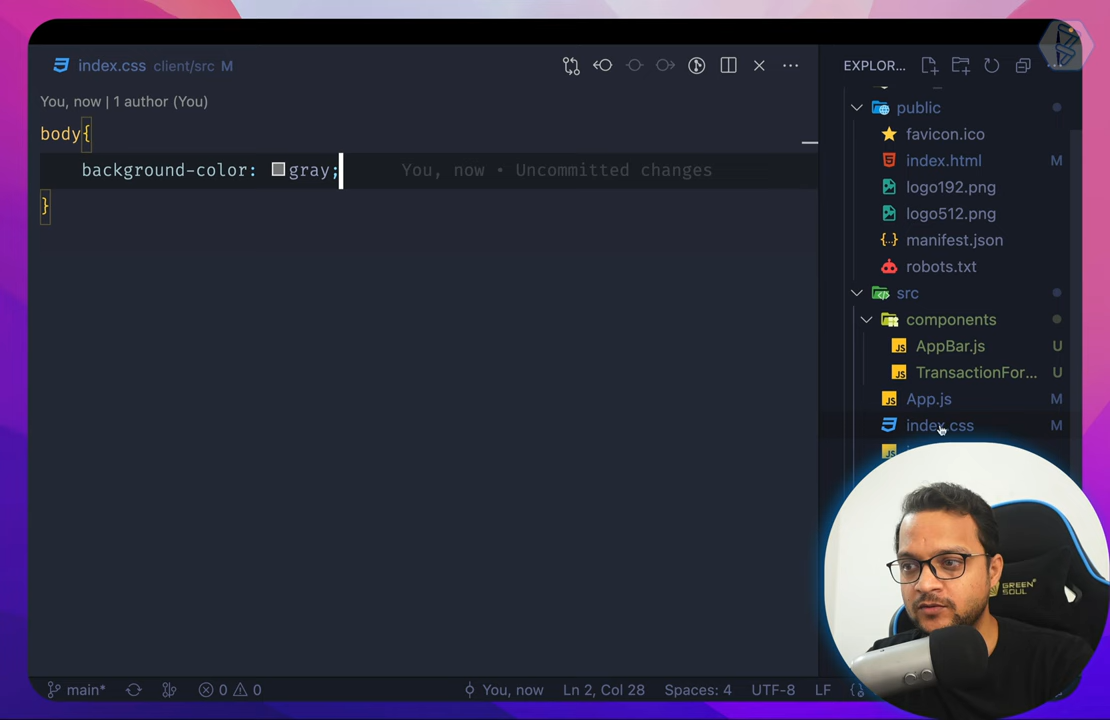 index.css client/src M
EXPLOR...
You, now | 1 author (You)
body{
background-color: gray;
You, now • Uncommitted changes
}
public
favicon.ico
index.html M
logo192.png
logo512.png
manifest.json
robots.txt
src
components
AppBar.js U
TransactionFor... U
App.js M
index.css M
GREEN
SOUL
main*
0 0
You, now
Ln 2, Col 28
Spaces: 4
UTF-8
LF